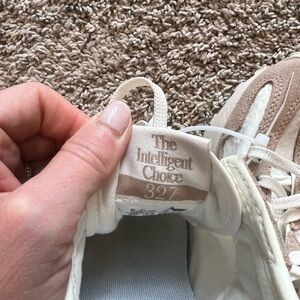 The
Intelligent
Choice
327